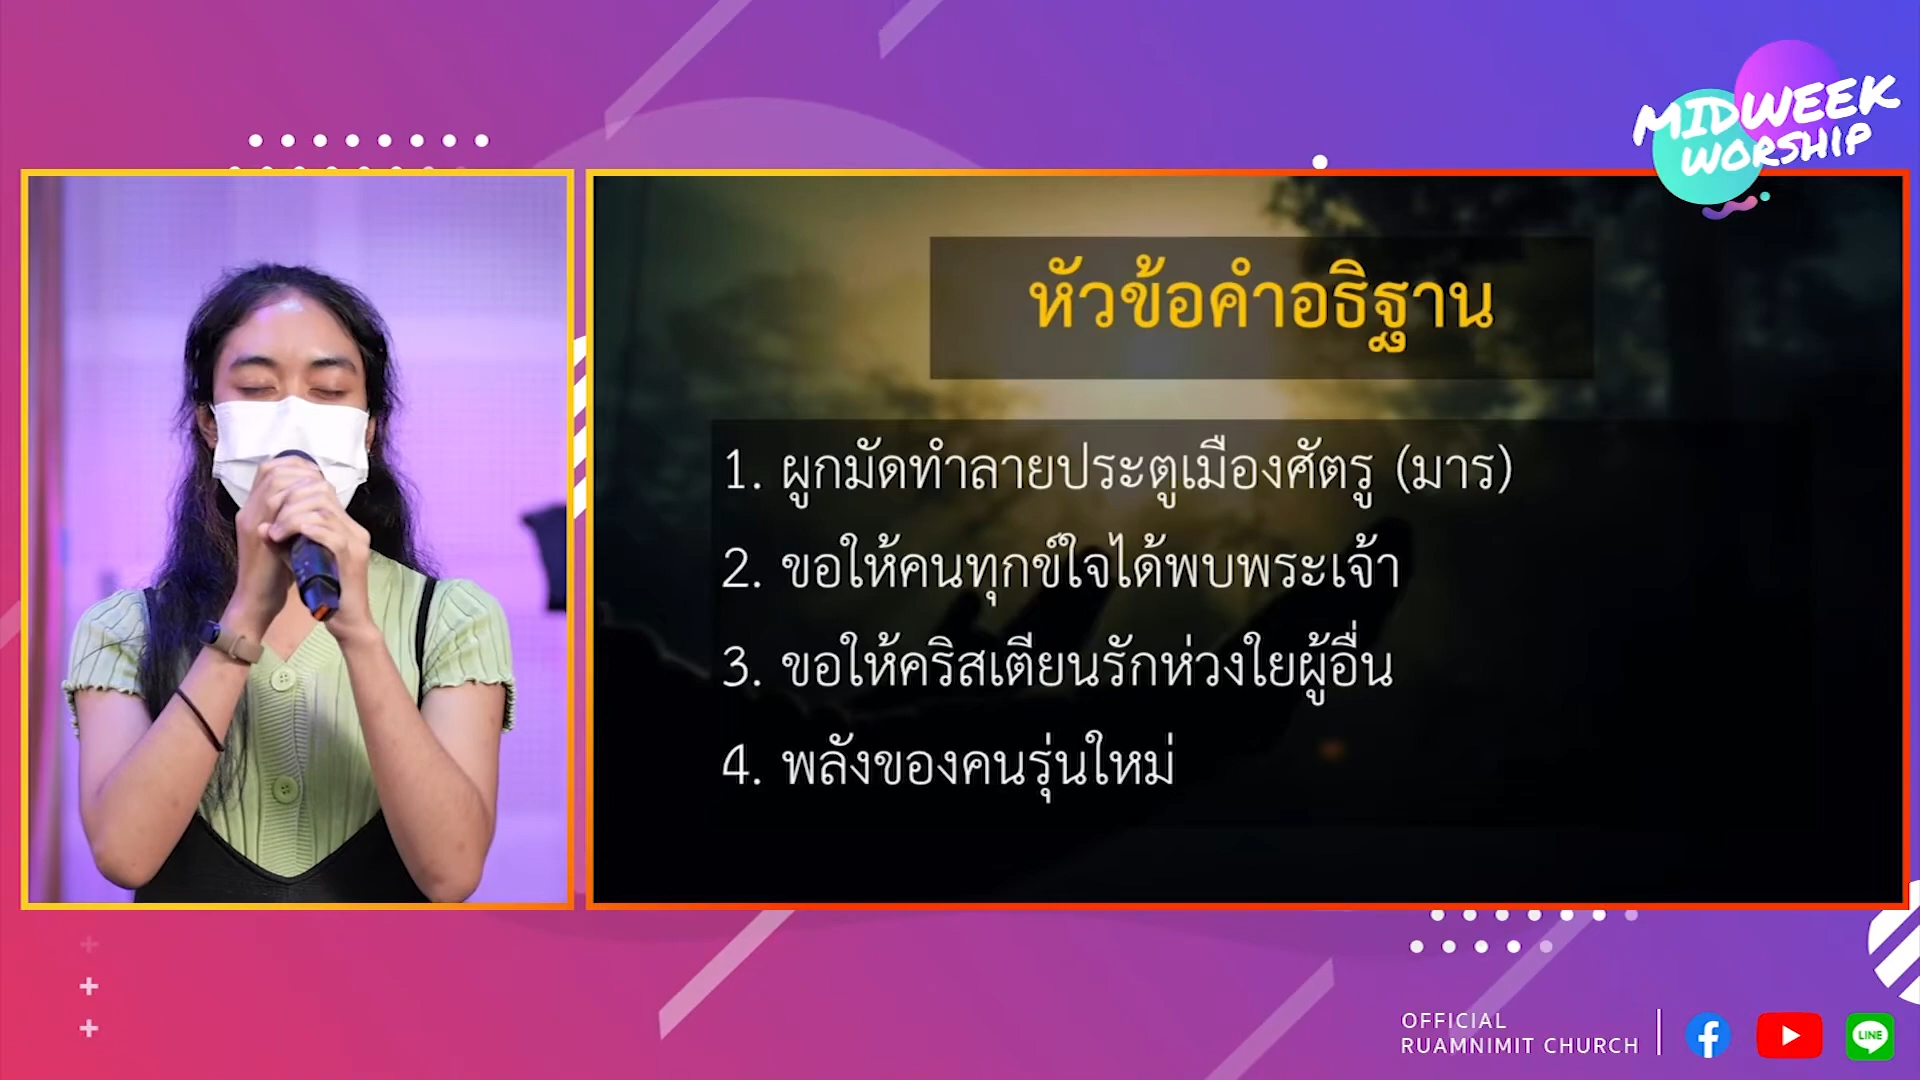 MIDWEEK
WORSHIP
หัวข้อคำอธิฐาน
1. ผูกมัดทำลายประตูเมืองศัตรู (มาร)
2. ขอให้คนทุกข์ใจได้พบพระเจ้า
3. ขอให้คริสเตียนรักห่วงใยผู้อื่น
4. พลังของคนรุ่นใหม่
OFFICIAL
RUAMNIMIT CHURCH
LINE